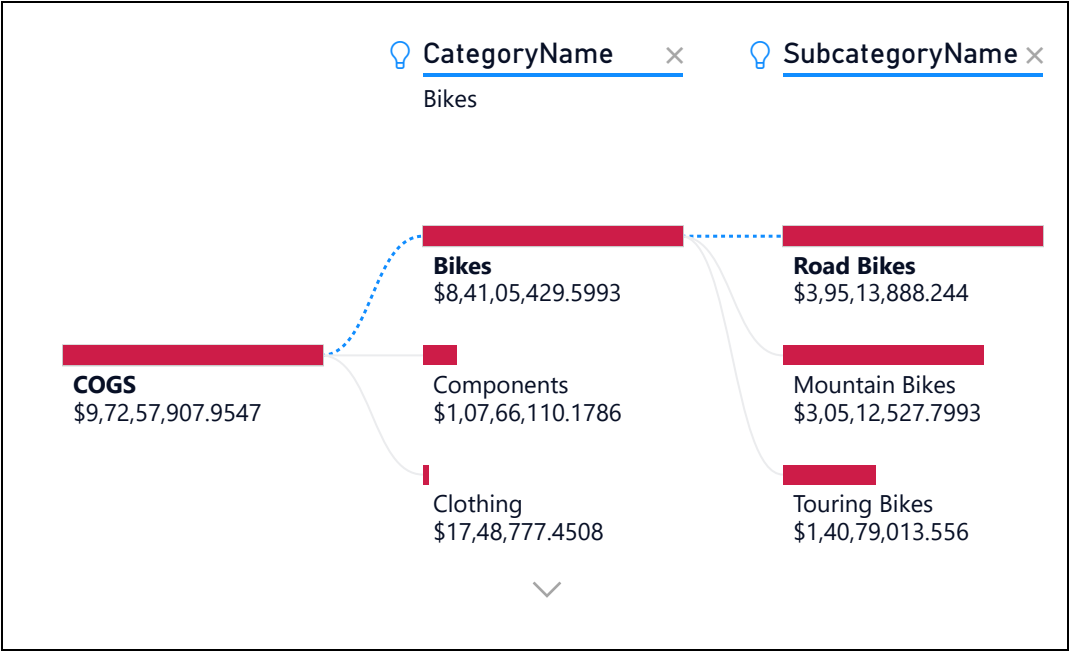 CategoryName
SubcategoryName
Bikes
Bikes
$8,41,05,429.5993
Road Bikes
$3,95,13,888.244
COGS
$9,72,57,907.9547
Components
$1,07,66,110.1786
Mountain Bikes
$3,05,12,527.7993
Clothing
$17,48,777.4508
Touring Bikes
$1,40,79,013.556